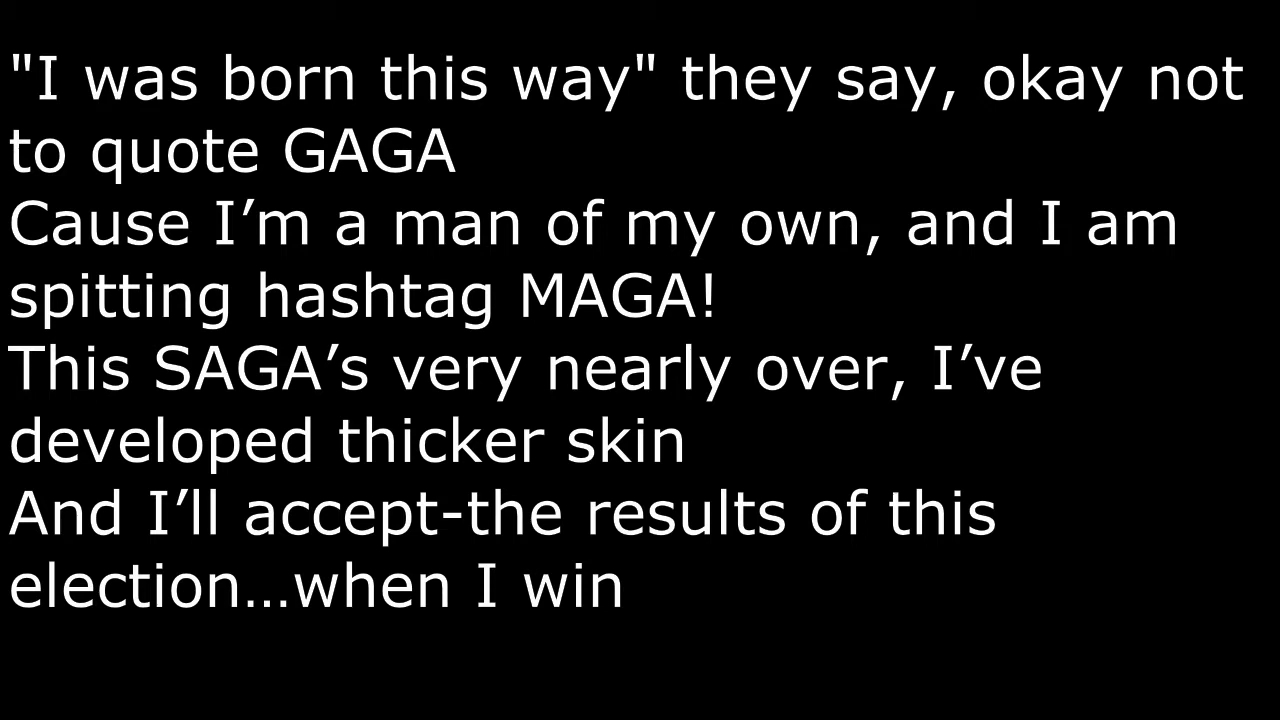 "I was born this way" they say, okay not
to quote GAGA
Cause I’m a man of my own, and I am
spitting hashtag MAGA!
This SAGA’s very nearly over, I’ve
developed thicker skin
And I’ll accept-the results of this
election…when I win